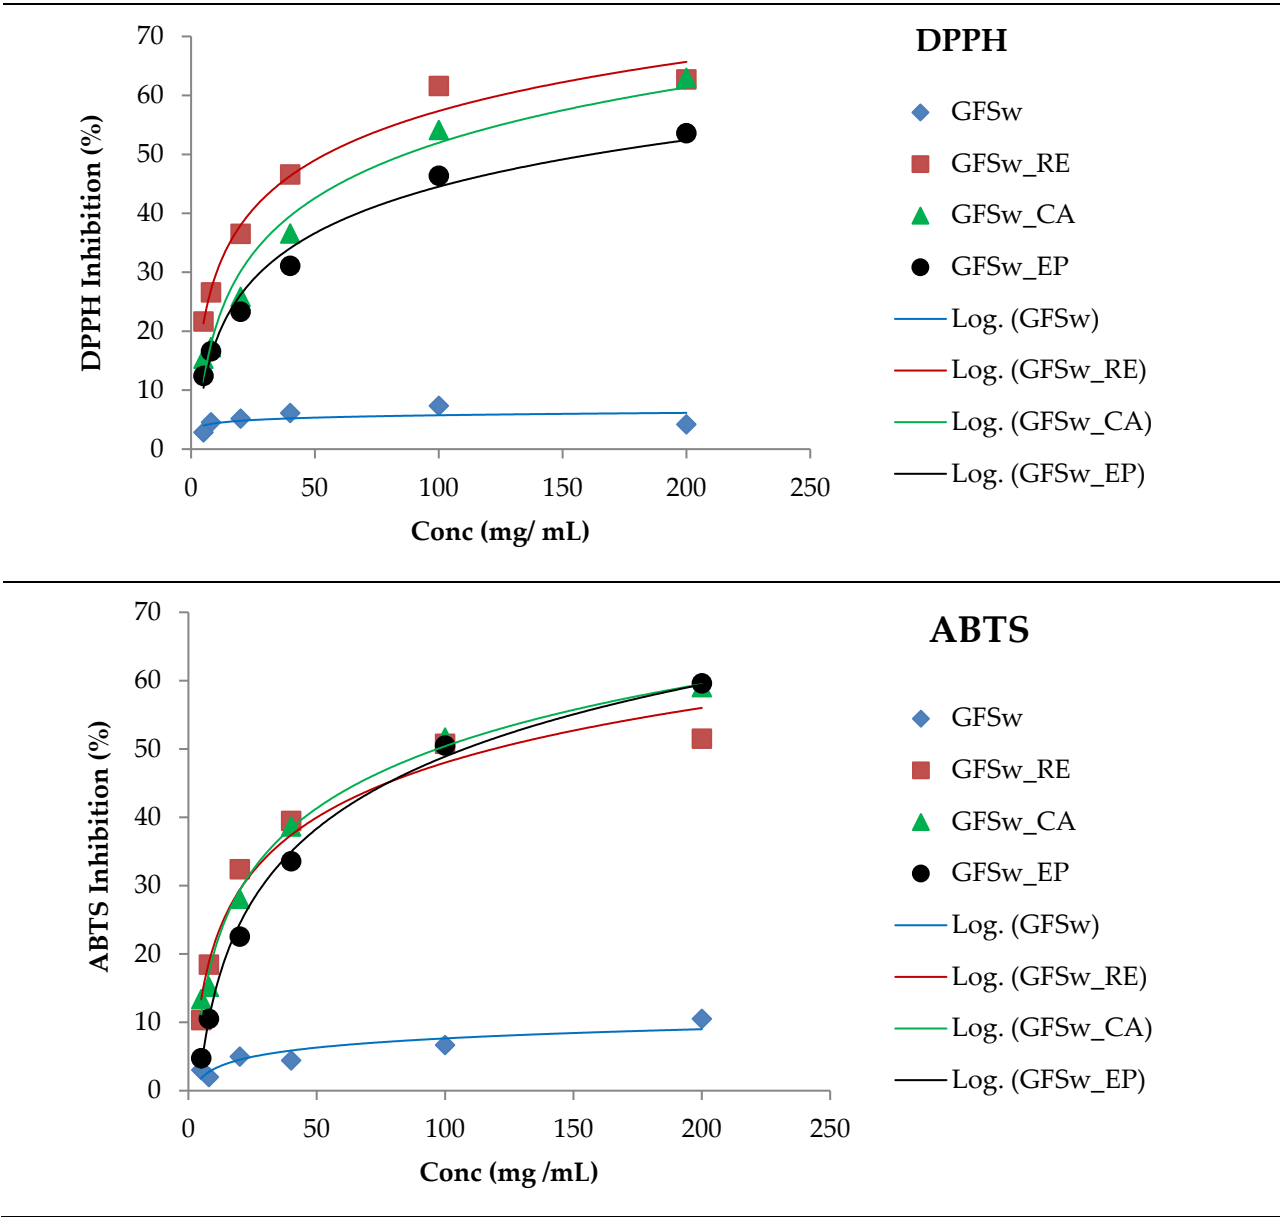 DPPH
70
60
50
40
30
20
10
0
DPPH Inhibition (%)
0 50 100 150 200 250
Conc (mg/ mL)
GFSw
GFSw_RE
GFSw_CA
GFSw_EP
Log. (GFSw)
Log. (GFSw_RE)
Log. (GFSw_CA)
Log. (GFSw_EP)
ABTS
70
60
50
40
30
20
10
0
ABTS Inhibition (%)
0 50 100 150 200 250
Conc (mg /mL)
GFSw
GFSw_RE
GFSw_CA
GFSw_EP
Log. (GFSw)
Log. (GFSw_RE)
Log. (GFSw_CA)
Log. (GFSw_EP)